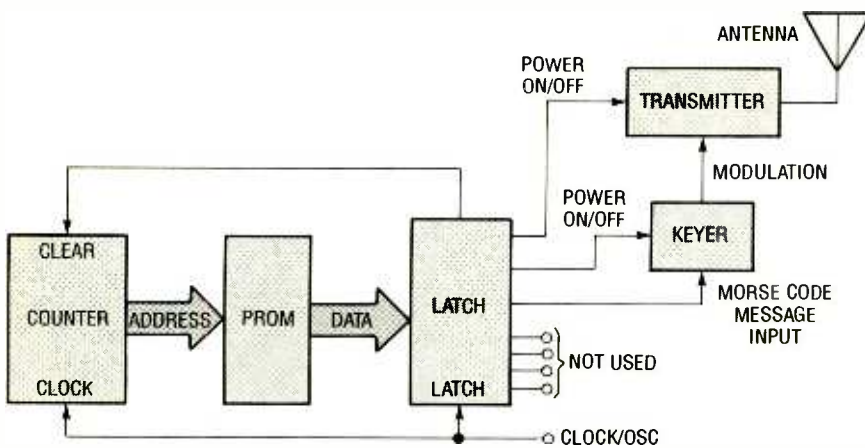 ANTENNA
POWER
ON/OFF
TRANSMITTER
MODULATION
POWER
ON/OFF
KEYER
CLEAR
COUNTER
CLOCK
ADDRESS
PROM
DATA
LATCH
LATCH
MORSE CODE
MESSAGE
INPUT
NOT USED
CLOCK/OSC